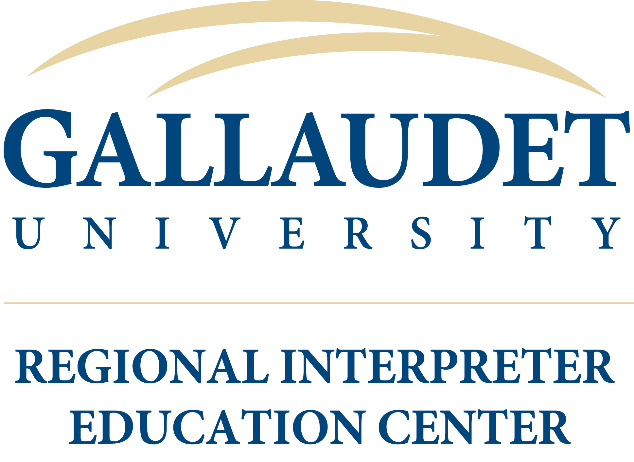 GALLAUDET
UNIVERSITY
REGIONAL INTERPRETER
EDUCATION CENTER